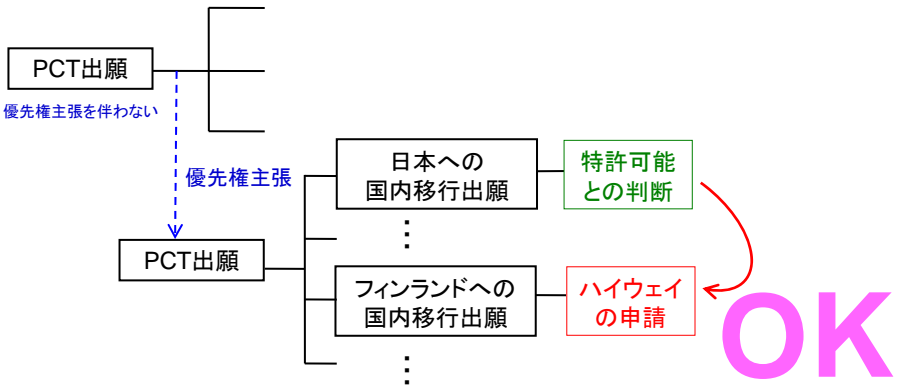 PCT出願
優先権主張を伴わない
優先権主張
PCT出願
日本への
国内移行出願
特許可能
との判断
⋮
フィンランドへの
国内移行出願
ハイウェイ
の申請
⋮
OK